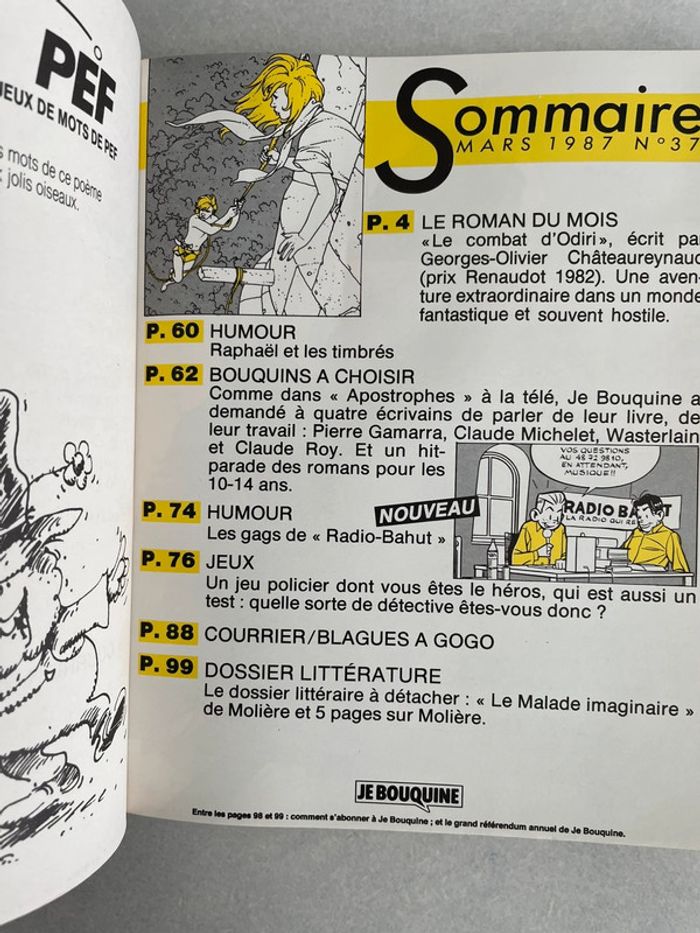 PEF
JEUX DE MOTS DE PEF
mots de ce poème
jolis oiseaux.
Sommaire
MARS 1987 N° 37
P. 4 LE ROMAN DU MOIS
« Le combat d'Odiri », écrit
Georges-Olivier Châteaureynaud
(prix Renaudot 1982). Une aven-
ture extraordinaire dans un monde
fantastique et souvent hostile.
P. 60 HUMOUR
Raphaël et les timbrés
P. 62 BOUQUINS A CHOISIR
Comme dans « Apostrophes » à la télé, Je Bouquine a
demandé à quatre écrivains de parler de leur livre, de
leur travail : Pierre Gamarra, Claude Michelet, Wasterlain
et Claude Roy. Et un hit-
parade des romans pour les
10-14 ans.
VOS QUESTIONS
AU 48 72 98 10,
EN ATTENDANT,
MUSIQUE!!
RADIO BAHUT
LA RADIO QUI
NOUVEAU
P. 74 HUMOUR
Les gags de « Radio-Bahut »
P. 76 JEUX
Un jeu policier dont vous êtes le héros, qui est aussi un
test : quelle sorte de détective êtes-vous donc ?
P. 88 COURRIER/BLAGUES A GOGO
P. 99 DOSSIER LITTÉRATURE
Le dossier littéraire à détacher : « Le Malade imaginaire »
de Molière et 5 pages sur Molière.
JE BOUQUINE
Entre les pages 98 et 99 : comment s'abonner à Je Bouquine ; et le grand référendum annuel de Je Bouquine.